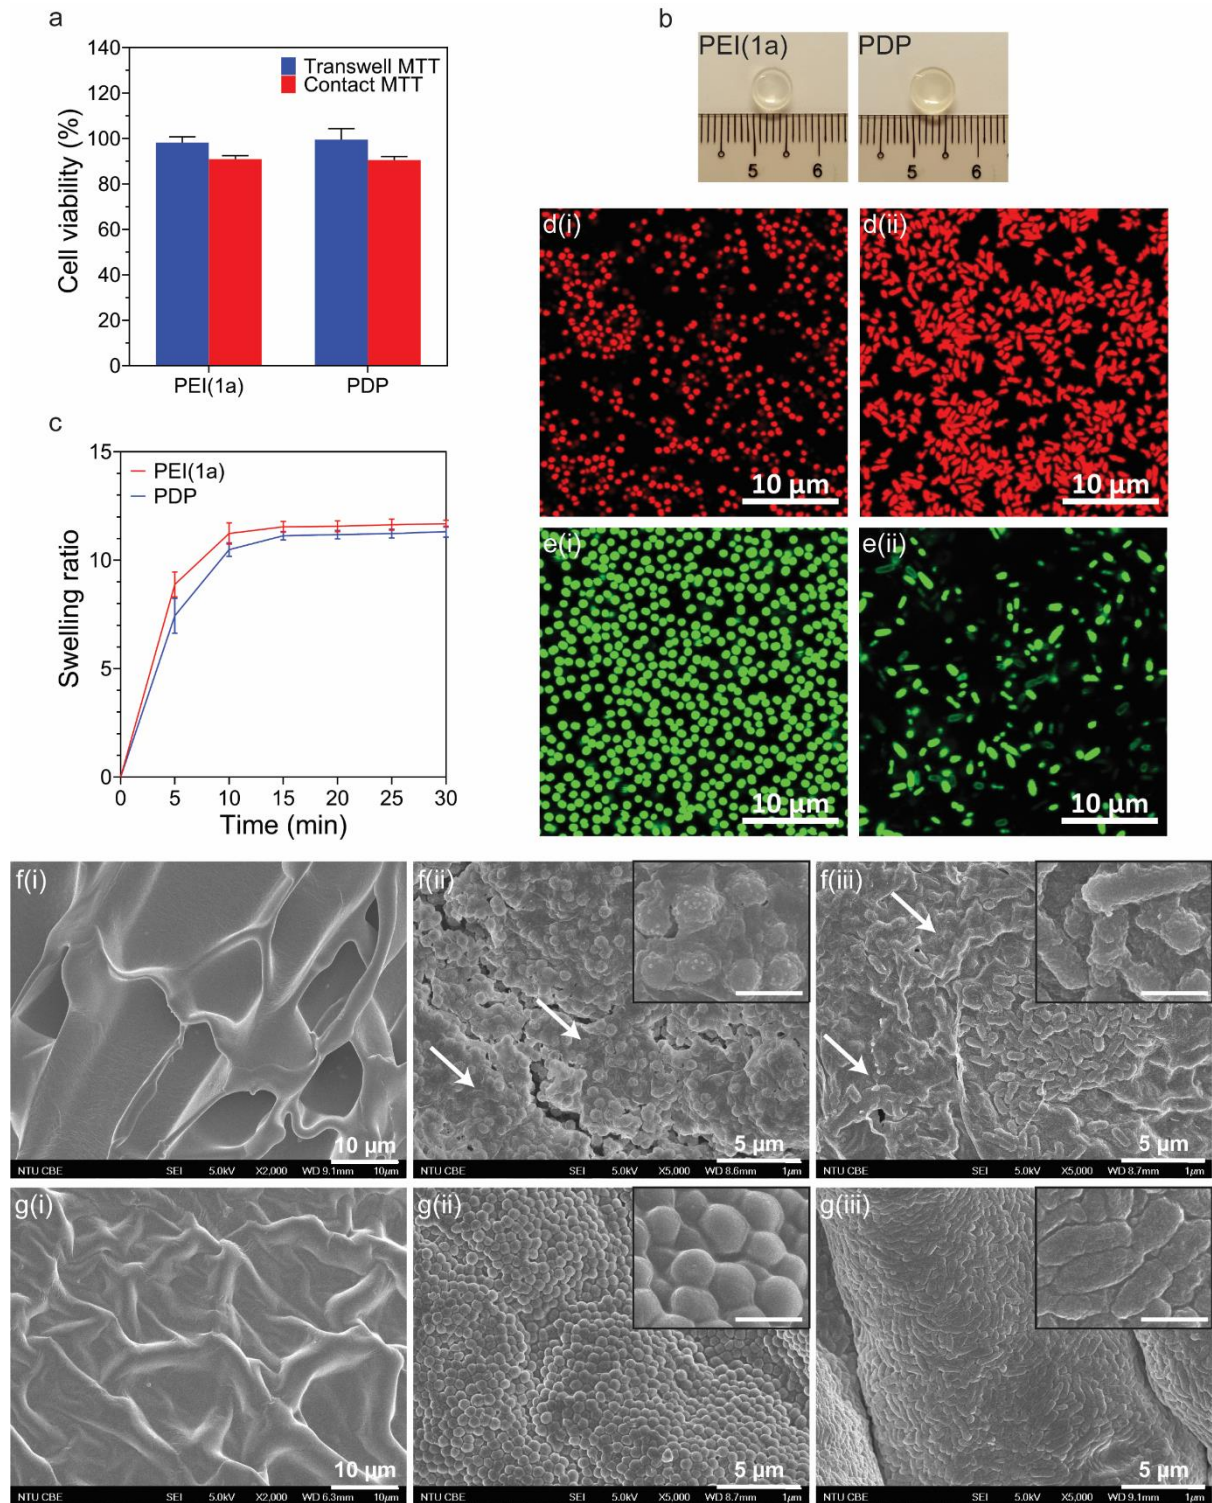 a
140
120
100
80
60
40
20
0
Cell viability (%)
Transwell MTT
Contact MTT
PEI(1a)
PDP
b
PEI(1a)
5
6
PDP
5
6
c
15
10
5
0
Swelling ratio
PEI(1a)
PDP
0 5 10 15 20 25 30
Time (min)
d(i)
10 µm
d(ii)
10 µm
e(i)
10 µm
e(ii)
10 µm
f(i)
10 µm
NTU CBE SEI 5.0kV X2,000 WD 9.1mm 10µm
f(ii)
5 µm
NTU CBE SEI 5.0kV X5,000 WD 8.6mm 1µm
f(iii)
5 µm
NTU CBE SEI 5.0kV X5,000 WD 8.7mm 1µm
g(i)
10 µm
NTU CBE SEI 5.0kV X2,000 WD 6.3mm 10µm
g(ii)
5 µm
NTU CBE SEI 5.0kV X5,000 WD 8.7mm 1µm
g(iii)
5 µm
NTU CBE SEI 5.0kV X5,000 WD 9.1mm 1µm